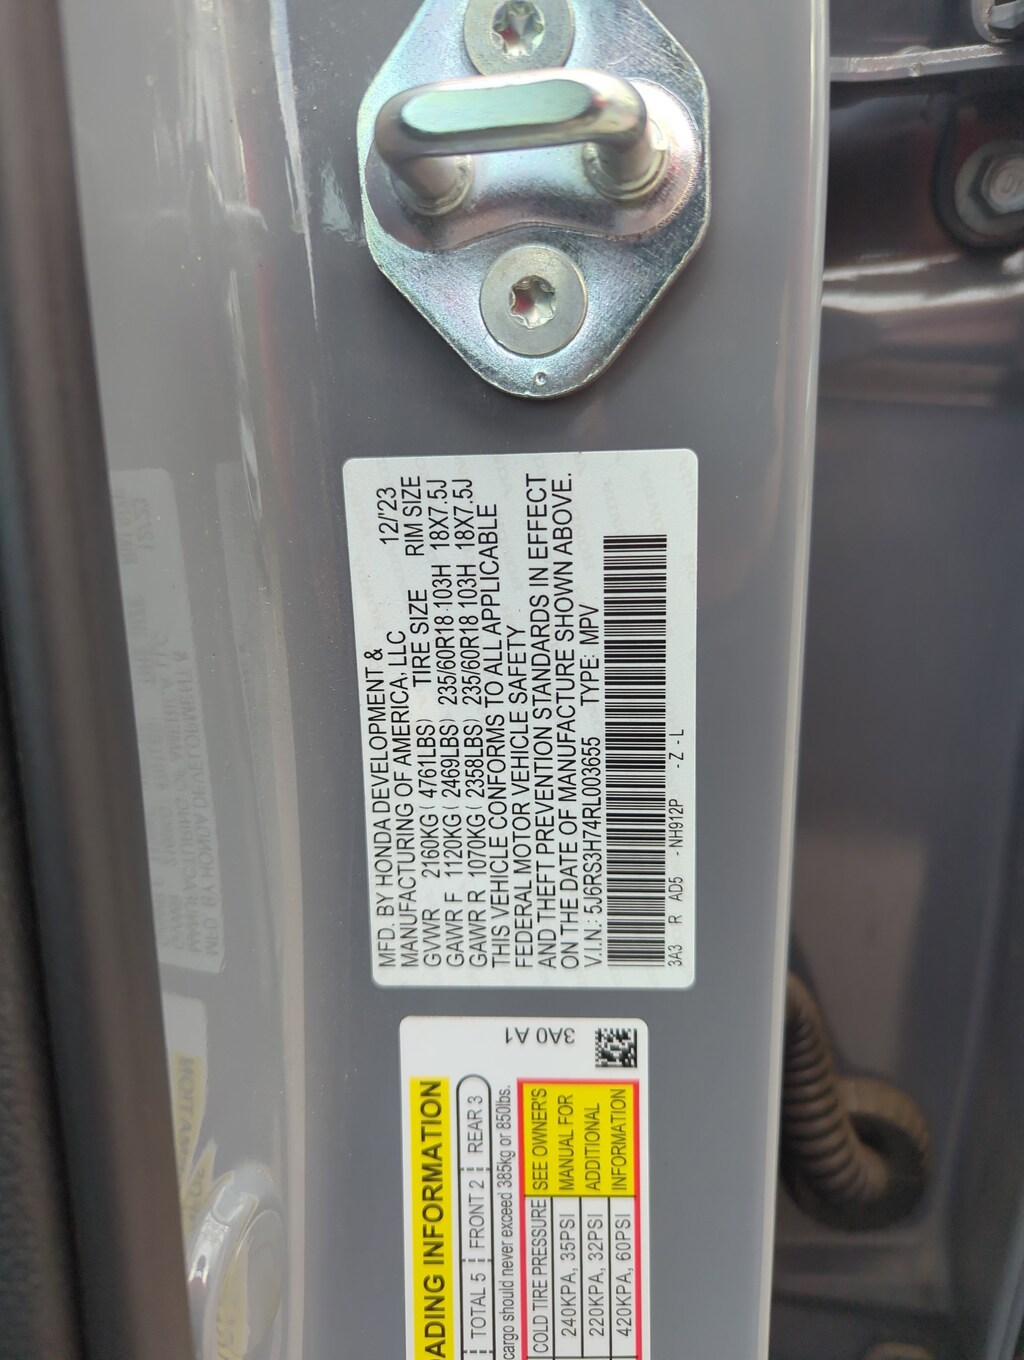 MFD. BY HONDA DEVELOPMENT &
MANUFACTURING OF AMERICA, LLC 12/'23
GVWR 2160KG ( 4761LBS) TIRE SIZE RIM SIZE
GAWR F 1120KG ( 2469LBS) 235/60R18 103H 18X7.5J
GAWR R 1070KG ( 2358LBS) 235/60R18 103H 18X7.5J
THIS VEHICLE CONFORMS TO ALL APPLICABLE
FEDERAL MOTOR VEHICLE SAFETY
AND THEFT PREVENTION STANDARDS IN EFFECT
ON THE DATE OF MANUFACTURE SHOWN ABOVE.
V.I.N.: 5J6RS3H74RL003655 TYPE: MPV
3A3 R AD5 - NH912P - Z - L
3A0 A1
ADING INFORMATION
TOTAL 5 FRONT 2 REAR 3
cargo should never exceed 385kg or 850lbs.
COLD TIRE PRESSURE SEE OWNER'S
240KPA, 35PSI MANUAL FOR
220KPA, 32PSI ADDITIONAL
420KPA, 60PSI INFORMATION